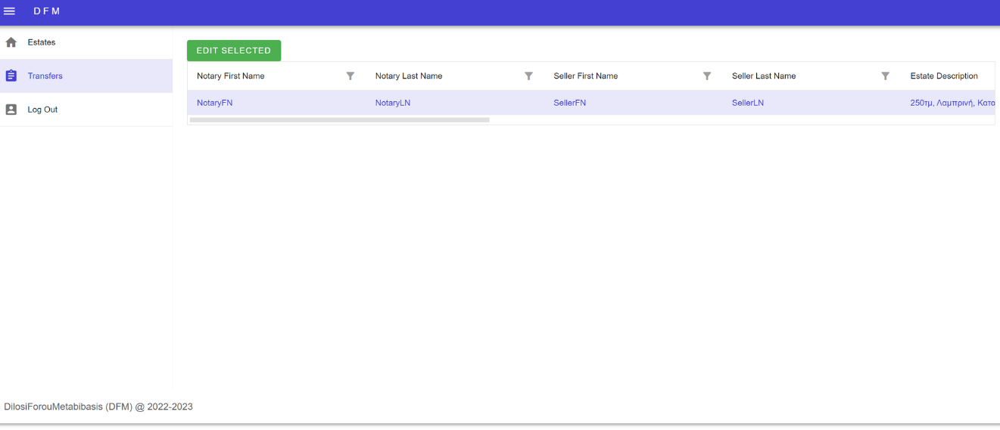 DFM
Estates
Transfers
Log Out
EDIT SELECTED
Notary First Name Notary Last Name Seller First Name Seller Last Name Estate Description
NotaryFN NotaryLN SellerFN SellerLN 250τμ, Λαμπρινή, Κατο
DilosiForouMetabibasis (DFM) @ 2022-2023